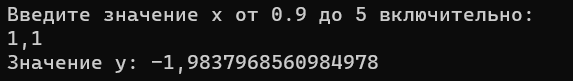 Введите значение x от 0.9 до 5 включительно:
1,1
Значение y: -1,9837968560984978